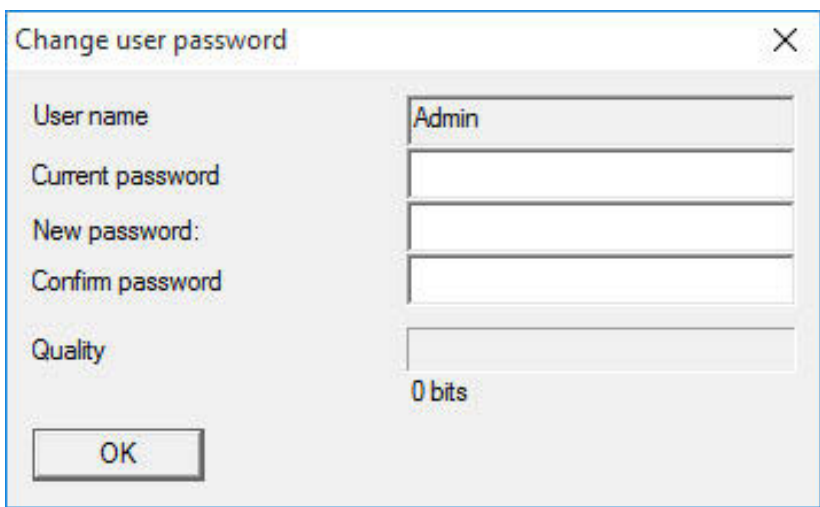 Change user password
User name Admin
Current password
New password:
Confirm password
Quality
0 bits
OK